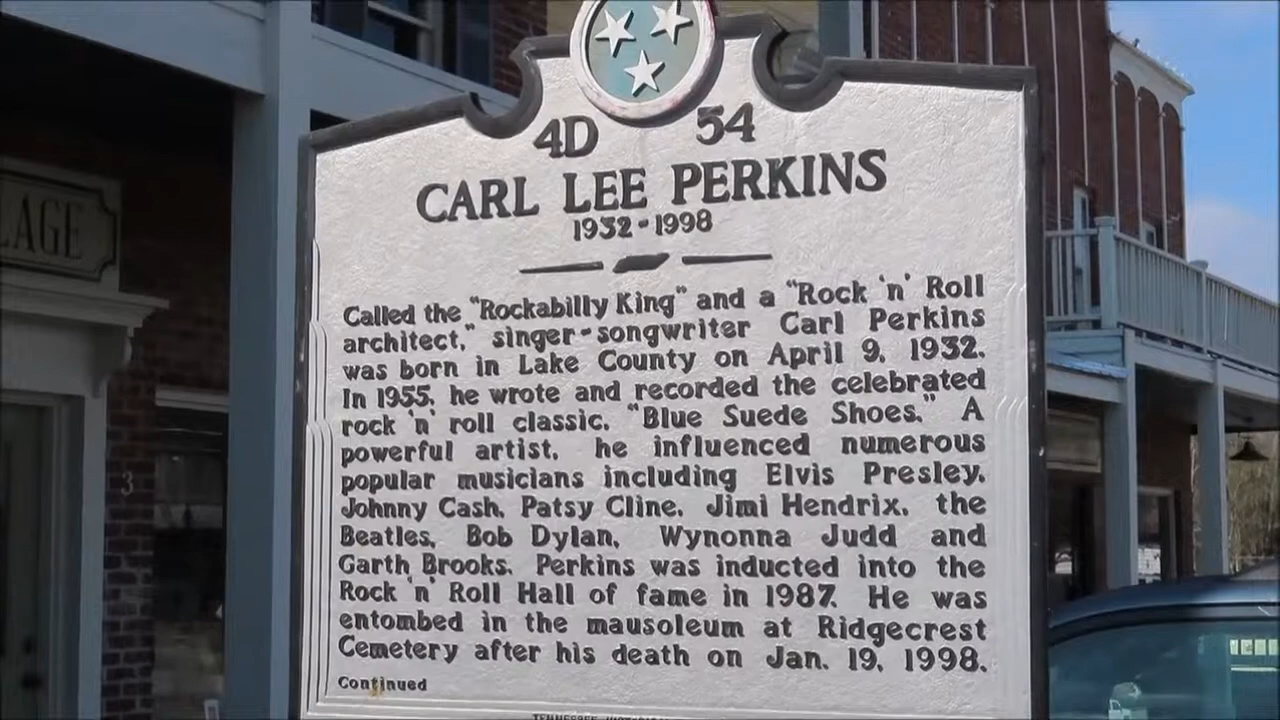 4D 54
CARL LEE PERKINS
1932-1998
Called the "Rockabilly King" and a "Rock 'n' Roll
architect," singer-songwriter Carl Perkins
was born in Lake County on April 9, 1932.
In 1955, he wrote and recorded the celebrated
rock 'n' roll classic, "Blue Suede Shoes." A
powerful artist, he influenced numerous
popular musicians including Elvis Presley,
Johnny Cash, Patsy Cline, Jimi Hendrix, the
Beatles, Bob Dylan, Wynonna Judd and
Garth Brooks. Perkins was inducted into the
Rock 'n' Roll Hall of fame in 1987. He was
entombed in the mausoleum at Ridgecrest
Cemetery after his death on Jan. 19, 1998.
Continued
TENNESSEE
LAGE
3